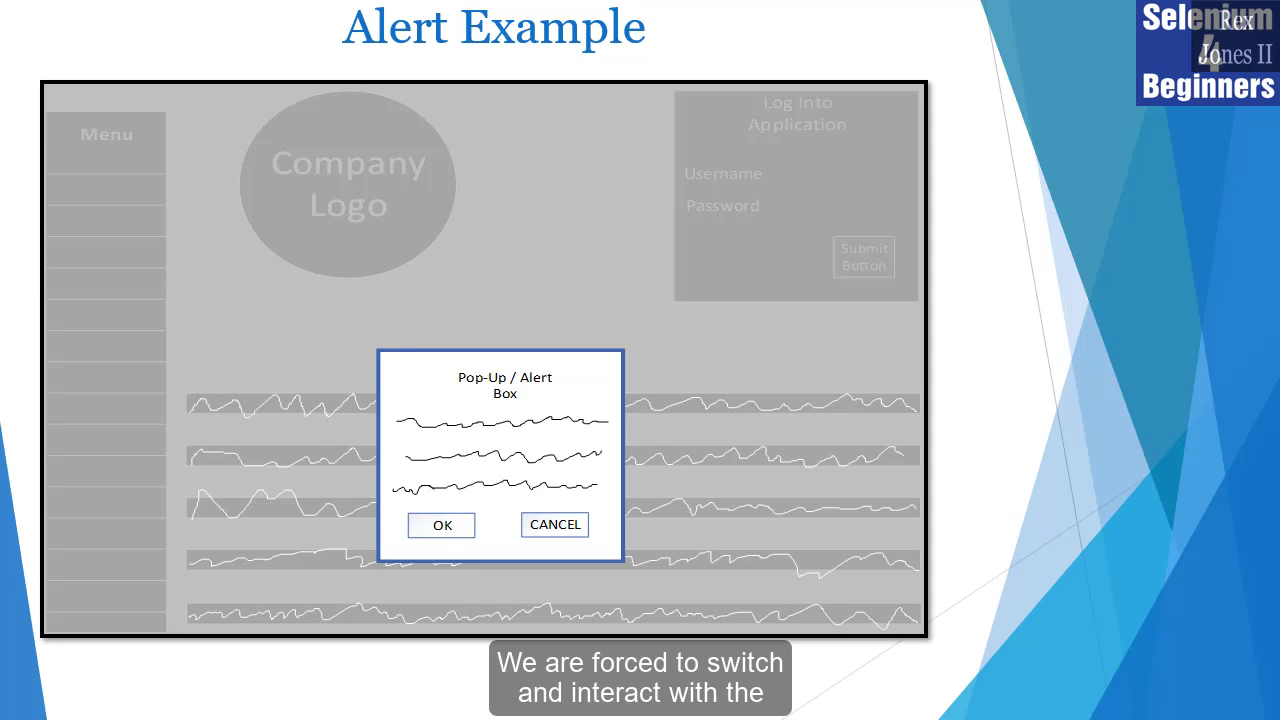 Alert Example
Selenium
4
Beginners
Rex
Jones II
Menu
Company
Logo
Log Into
Application
Username
Password
Submit
Button
Pop-Up / Alert
Box
OK
CANCEL
We are forced to switch
and interact with the